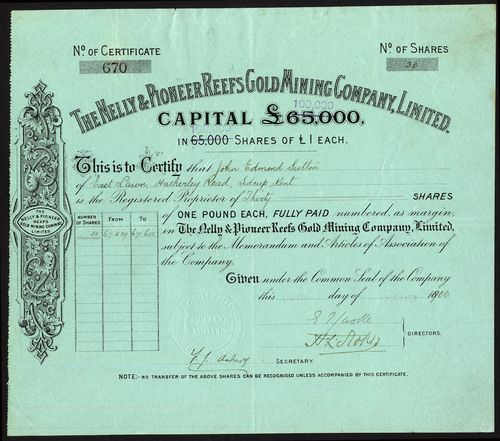 No. OF CERTIFICATE
670
No. OF SHARES
30
THE NELLY & PIONEER REEFS GOLD MINING COMPANY, LIMITED.
100,000
CAPITAL £65,000,
100,000
IN 65,000 SHARES OF £1 EACH.
This is to Certify that John Edmond Sutton
of East Lawn, Hatherley Road, Sidcup Kent
is the Registered Proprietor of Thirty SHARES
of ONE POUND EACH, FULLY PAID numbered, as margin,
in The Nelly & Pioneer Reefs Gold Mining Company, Limited,
subject to the Memorandum and Articles of Association of
the Company.
THE
NELLY & PIONEER
REEFS
GOLD MINING COMPANY
LIMITED.
NUMBER OF SHARES FROM TO
30
Given under the Common Seal of the Company
this day of 1900
DIRECTORS.
SECRETARY.
NOTE:- NO TRANSFER OF THE ABOVE SHARES CAN BE RECOGNISED UNLESS ACCOMPANIED BY THIS CERTIFICATE.